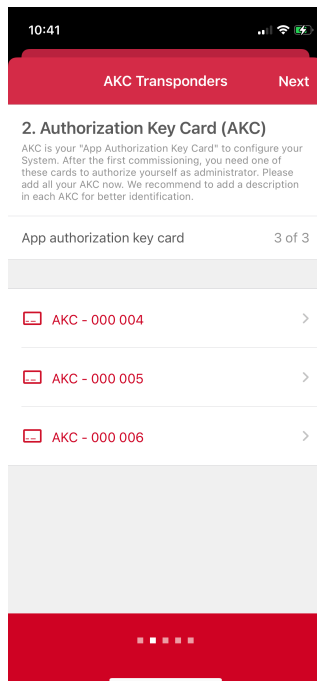 10:41
AKC Transponders
Next
2. Authorization Key Card (AKC)
AKC is your "App Authorization Key Card" to configure your
System. After the first commissioning, you need one of
these cards to authorize yourself as administrator. Please
add all your AKC now. We recommend to add a description
in each AKC for better identification.
App authorization key card 3 of 3
AKC - 000 004
AKC - 000 005
AKC - 000 006